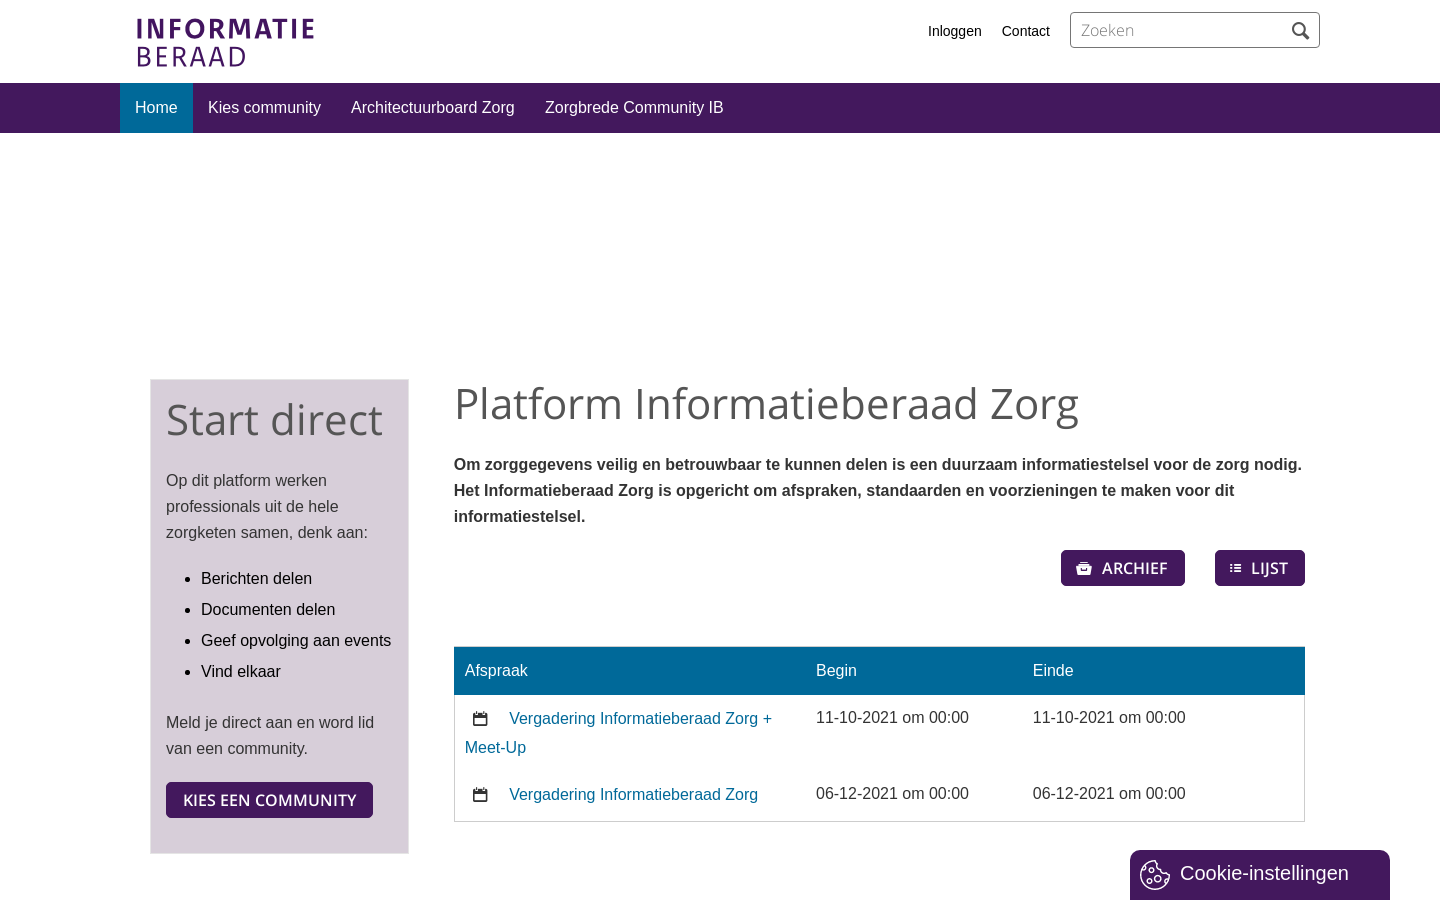 INFORMATIE
BERAAD
Inloggen
Contact
Zoeken
Home
Kies community
Architectuurboard Zorg
Zorgbrede Community IB
Start direct
Op dit platform werken
professionals uit de hele
zorgketen samen, denk aan:
Berichten delen
Documenten delen
Geef opvolging aan events
Vind elkaar
Meld je direct aan en word lid
van een community.
KIES EEN COMMUNITY
Platform Informatieberaad Zorg
Om zorggegevens veilig en betrouwbaar te kunnen delen is een duurzaam informatiestelsel voor de zorg nodig.
Het Informatieberaad Zorg is opgericht om afspraken, standaarden en voorzieningen te maken voor dit
informatiestelsel.
ARCHIEF
LIJST
Afspraak Begin Einde
Vergadering Informatieberaad Zorg + 11-10-2021 om 00:00 11-10-2021 om 00:00
Meet-Up
Vergadering Informatieberaad Zorg 06-12-2021 om 00:00 06-12-2021 om 00:00
Cookie-instellingen